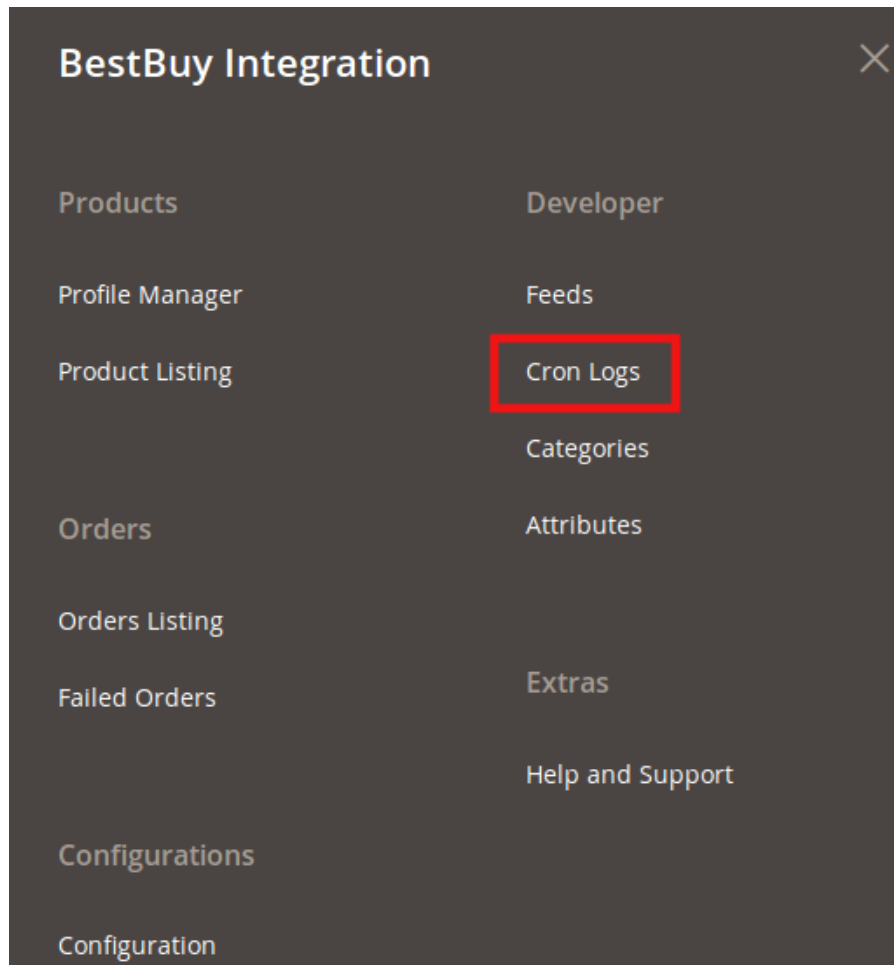 BestBuy Integration
Products
Profile Manager
Product Listing
Orders
Orders Listing
Failed Orders
Configurations
Configuration
Developer
Feeds
Cron Logs
Categories
Attributes
Extras
Help and Support